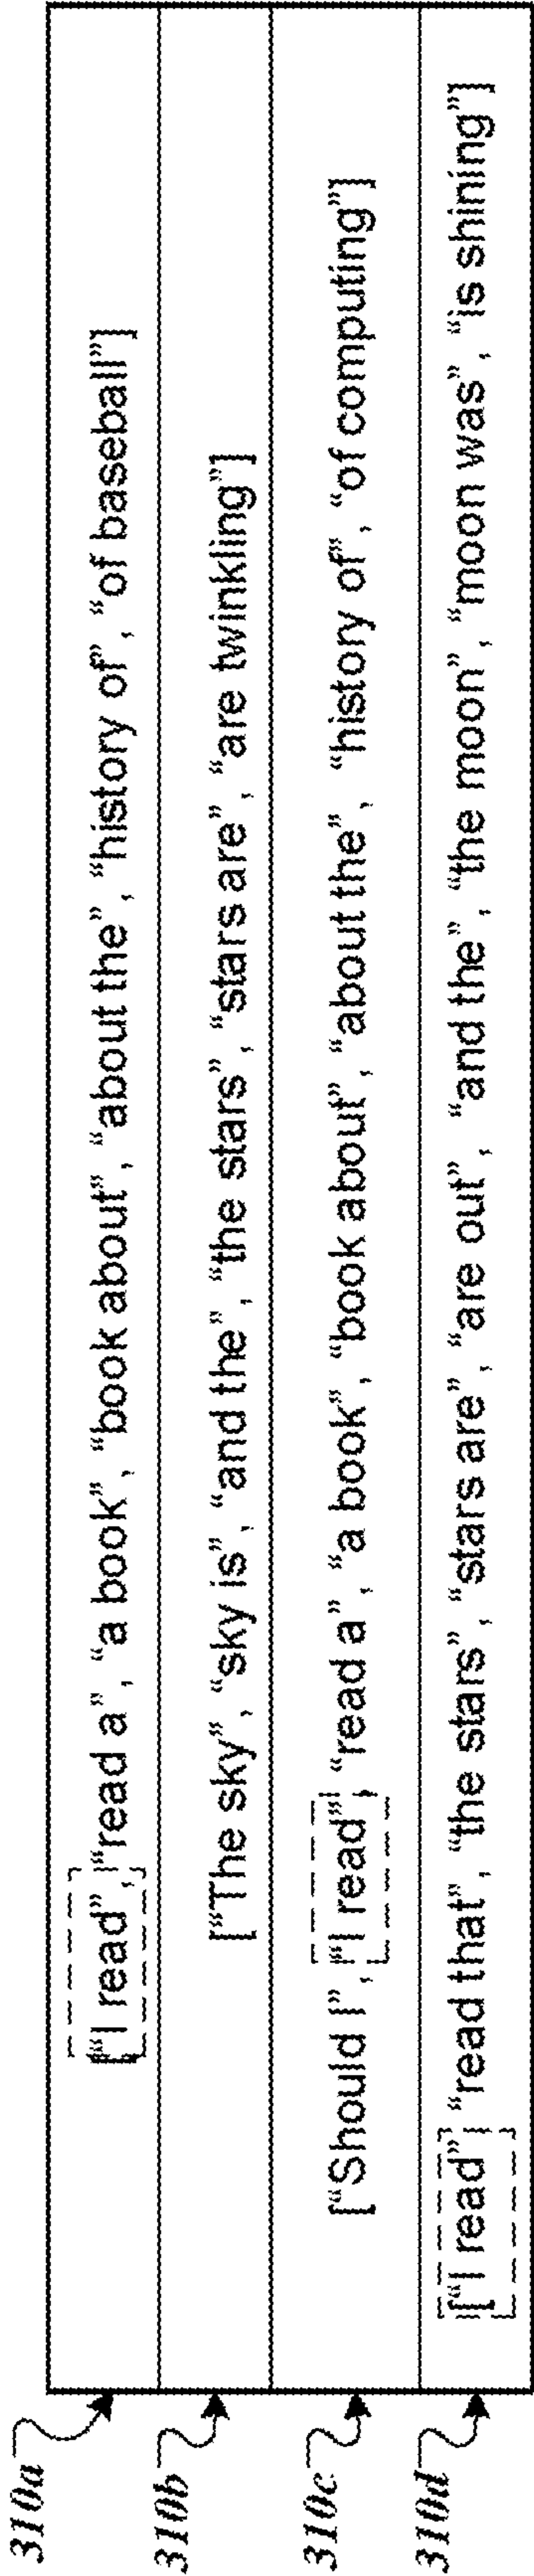 310a ["I read", "read a", "a book", "book about", "about the", "history of", "of baseball"]
310b ["The sky", "sky is", "and the", "the stars", "stars are", "are twinkling"]
310c ["Should I", "I read", "read a", "a book", "book about", "about the", "history of", "of computing"]
310d ["I read", "read that", "the stars", "stars are", "are out", "and the", "the moon", "moon was", "is shining"]